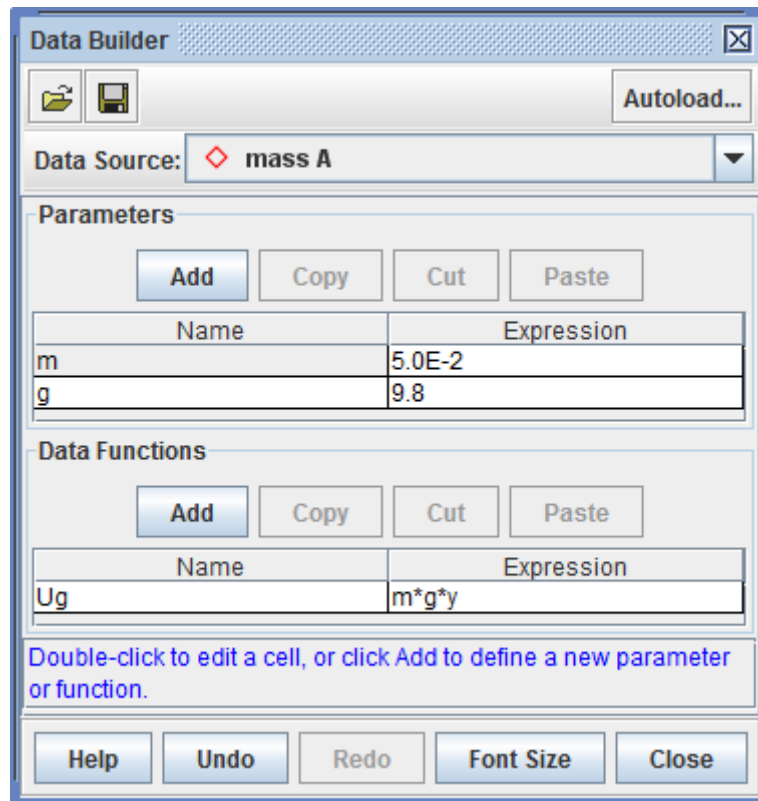 Data Builder
Autoload...
Data Source: mass A
Parameters
Add Copy Cut Paste
Name Expression
m 5.0E-2
g 9.8
Data Functions
Add Copy Cut Paste
Name Expression
Ug m*g*y
Double-click to edit a cell, or click Add to define a new parameter
or function.
Help Undo Redo Font Size Close